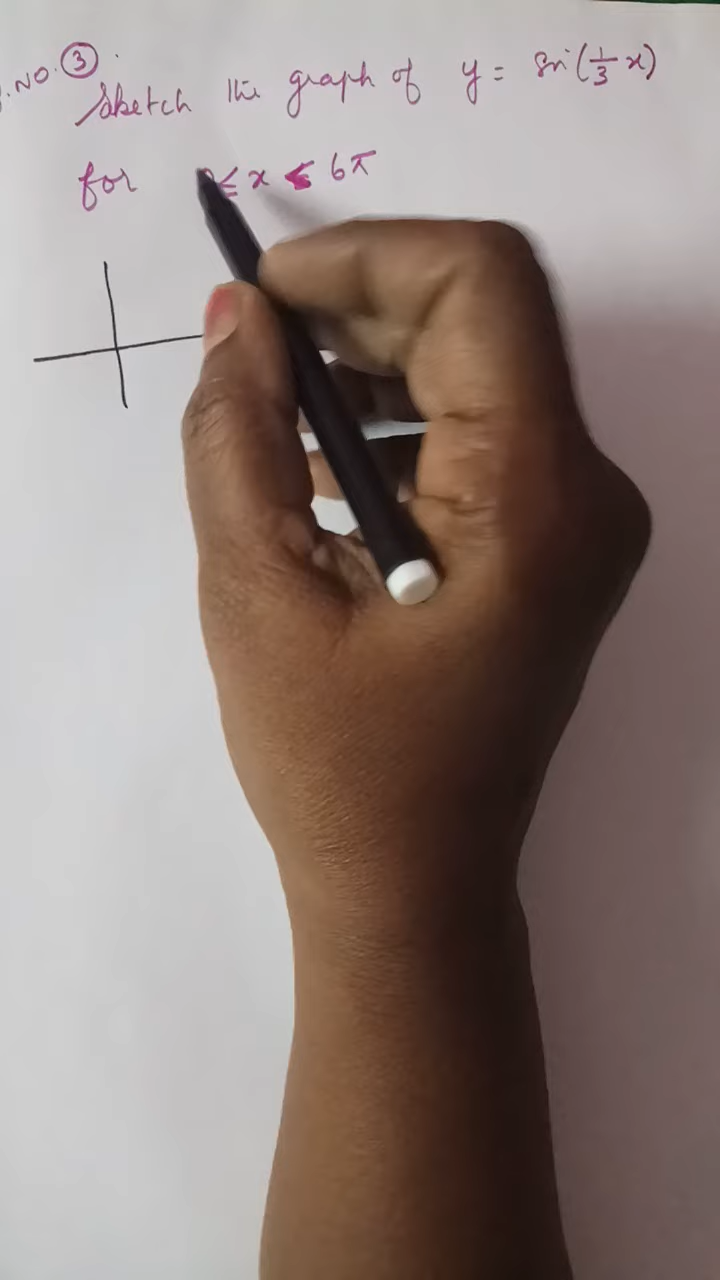 .NO. ③.
Sketch the graph of y = sin(⅓ x)
for ≤ x ≤ 6π